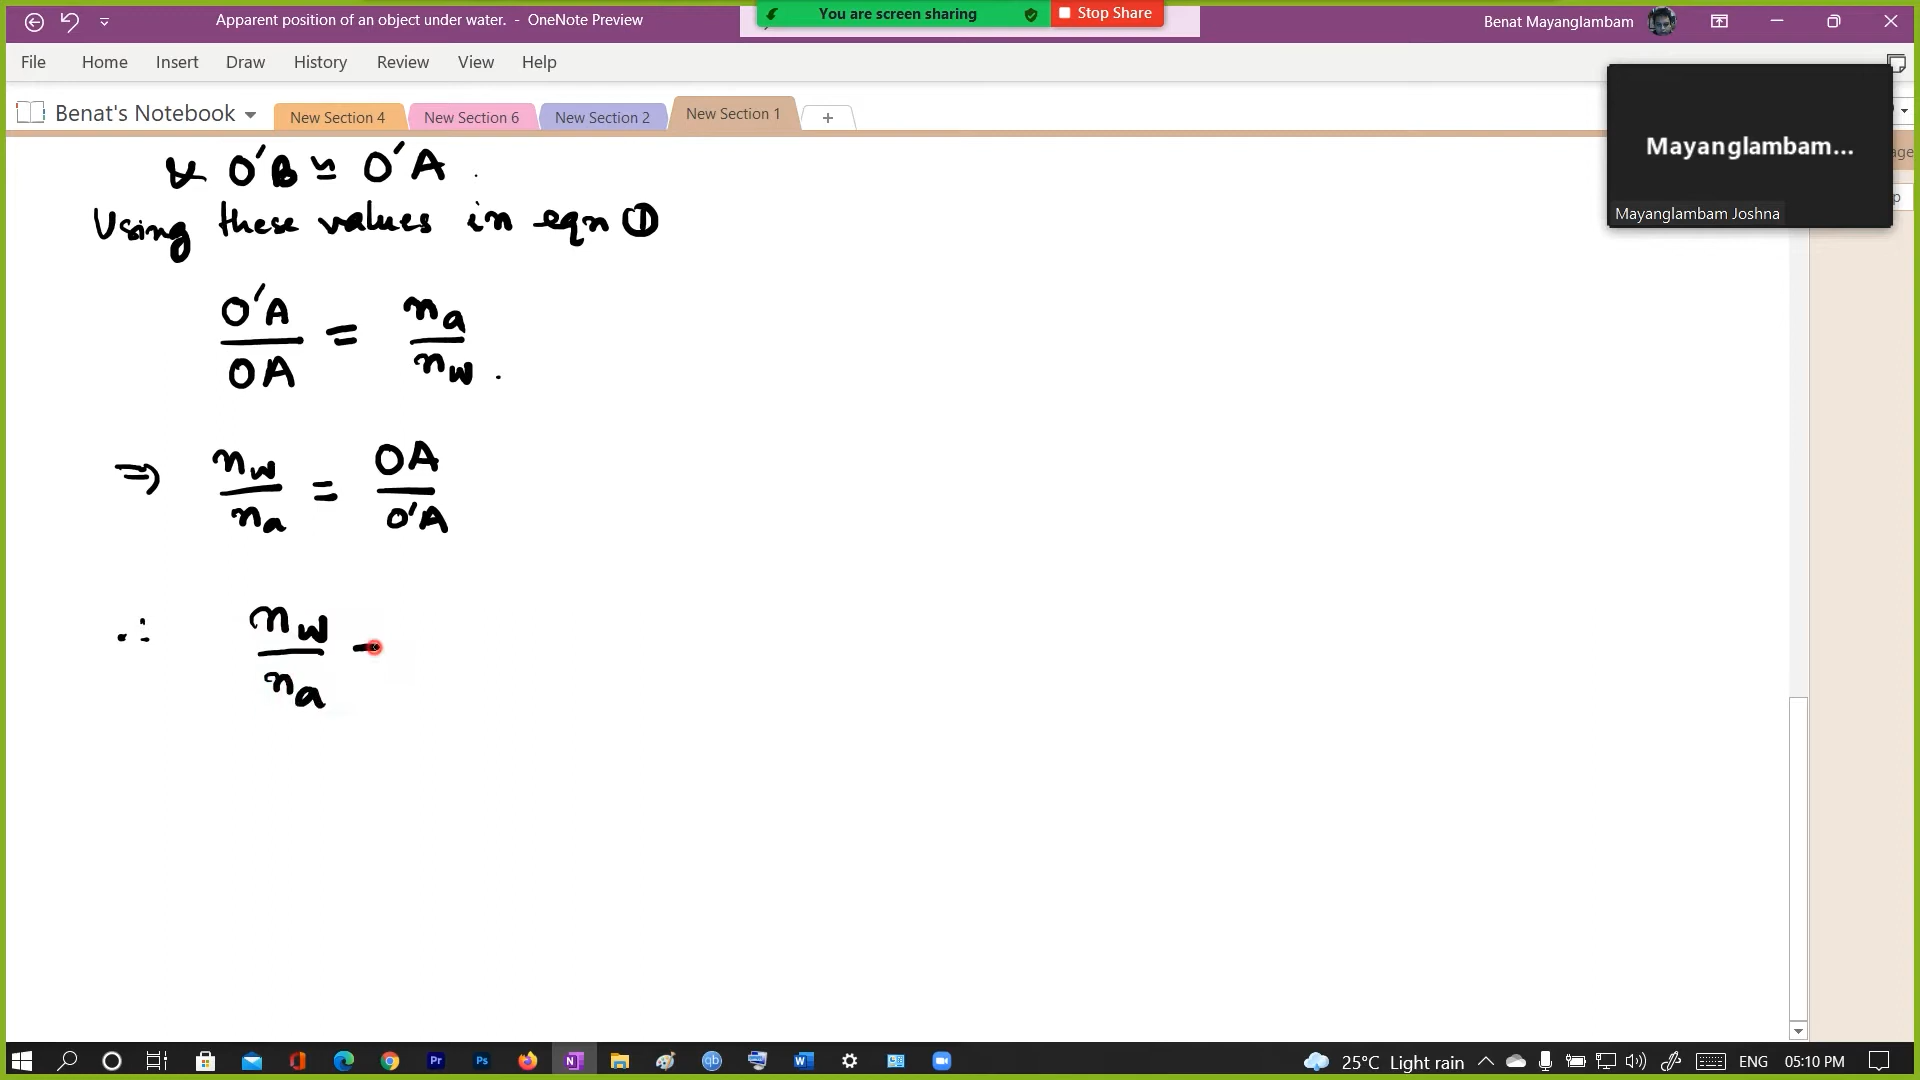 Apparent position of an object under water. - OneNote Preview
You are screen sharing
Stop Share
Benat Mayanglambam
File Home Insert Draw History Review View Help
Benat's Notebook
New Section 4
New Section 6
New Section 2
New Section 1
+
Mayanglambam...
Mayanglambam Joshna
& O'B ≃ O'A .
Using these values in eqn ①
O'A/OA = na/nw .
⇒ nw/na = OA/O'A
∴ nw/na -
25°C Light rain
ENG
05:10 PM